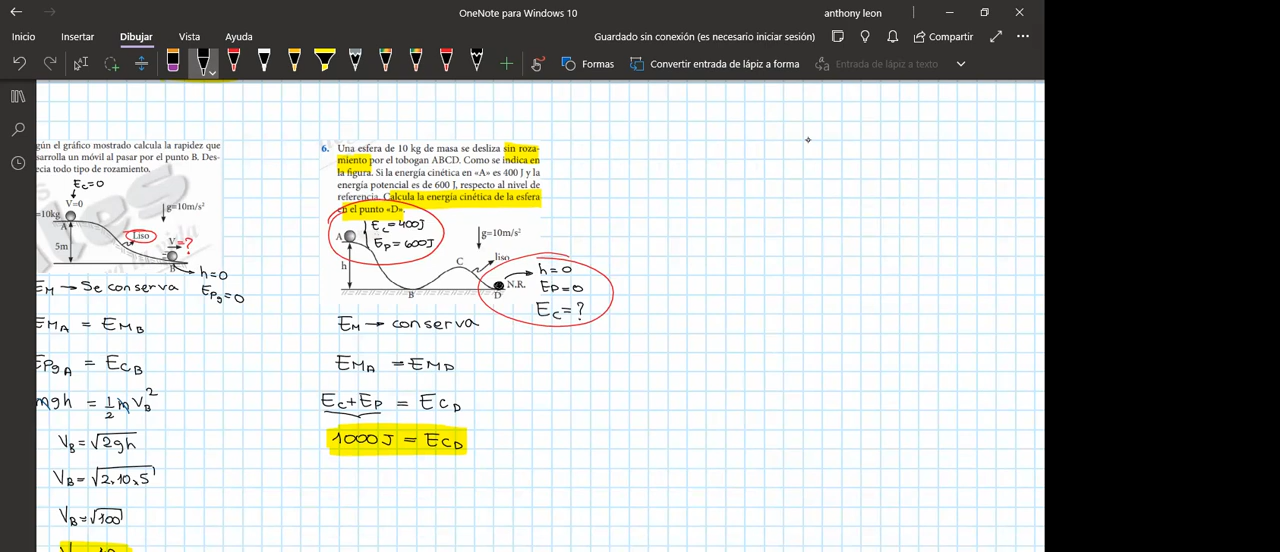 OneNote para Windows 10
anthony leon
Inicio
Insertar
Dibujar
Vista
Ayuda
Guardado sin conexión (es necesario iniciar sesión)
Compartir
Formas
Convertir entrada de lápiz a forma
Entrada de lápiz a texto
gún el gráfico mostrado calcula la rapidez que
sarrolla un móvil al pasar por el punto B. Des-
ecia todo tipo de rozamiento.
Ec=0
V=0
=10kg
A
g=10m/s²
5m
Liso
V=?
B
h=0
Epg=0
EM → Se conserva
EMA = EMB
EpgA = ECB
mgh = 1/2 m VB²
VB = √2gh
VB = √2.10.5
VB = √100
6. Una esfera de 10 kg de masa se desliza sin roza-
miento por el tobogan ABCD. Como se indica en
la figura. Si la energía cinética en «A» es 400 J y la
energía potencial es de 600 J, respecto al nivel de
referencia. Calcula la energía cinética de la esfera
en el punto «D».
A
Ec = 400J
Ep = 600J
g=10m/s²
h
C
liso
B
D
N.R.
h=0
Ep=0
Ec=?
EM → conserva
EMA = EMD
Ec+Ep = ECD
1000 J = ECD